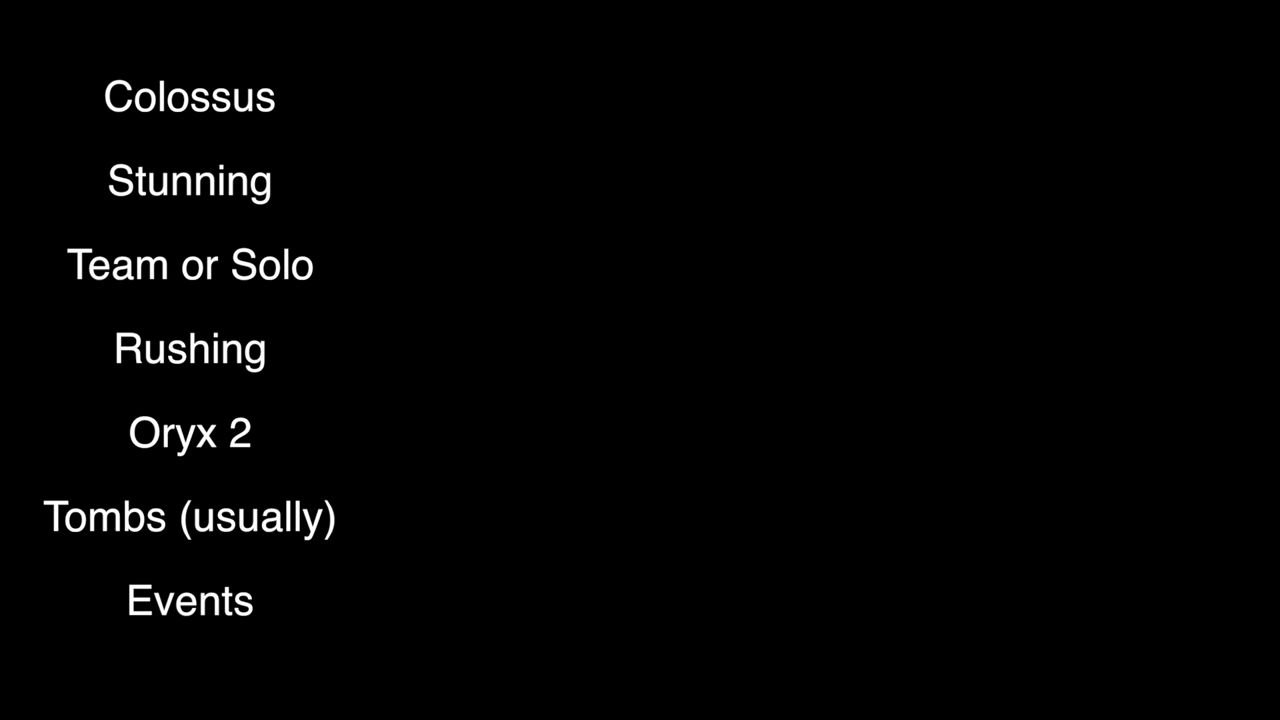 Colossus
Stunning
Team or Solo
Rushing
Oryx 2
Tombs (usually)
Events